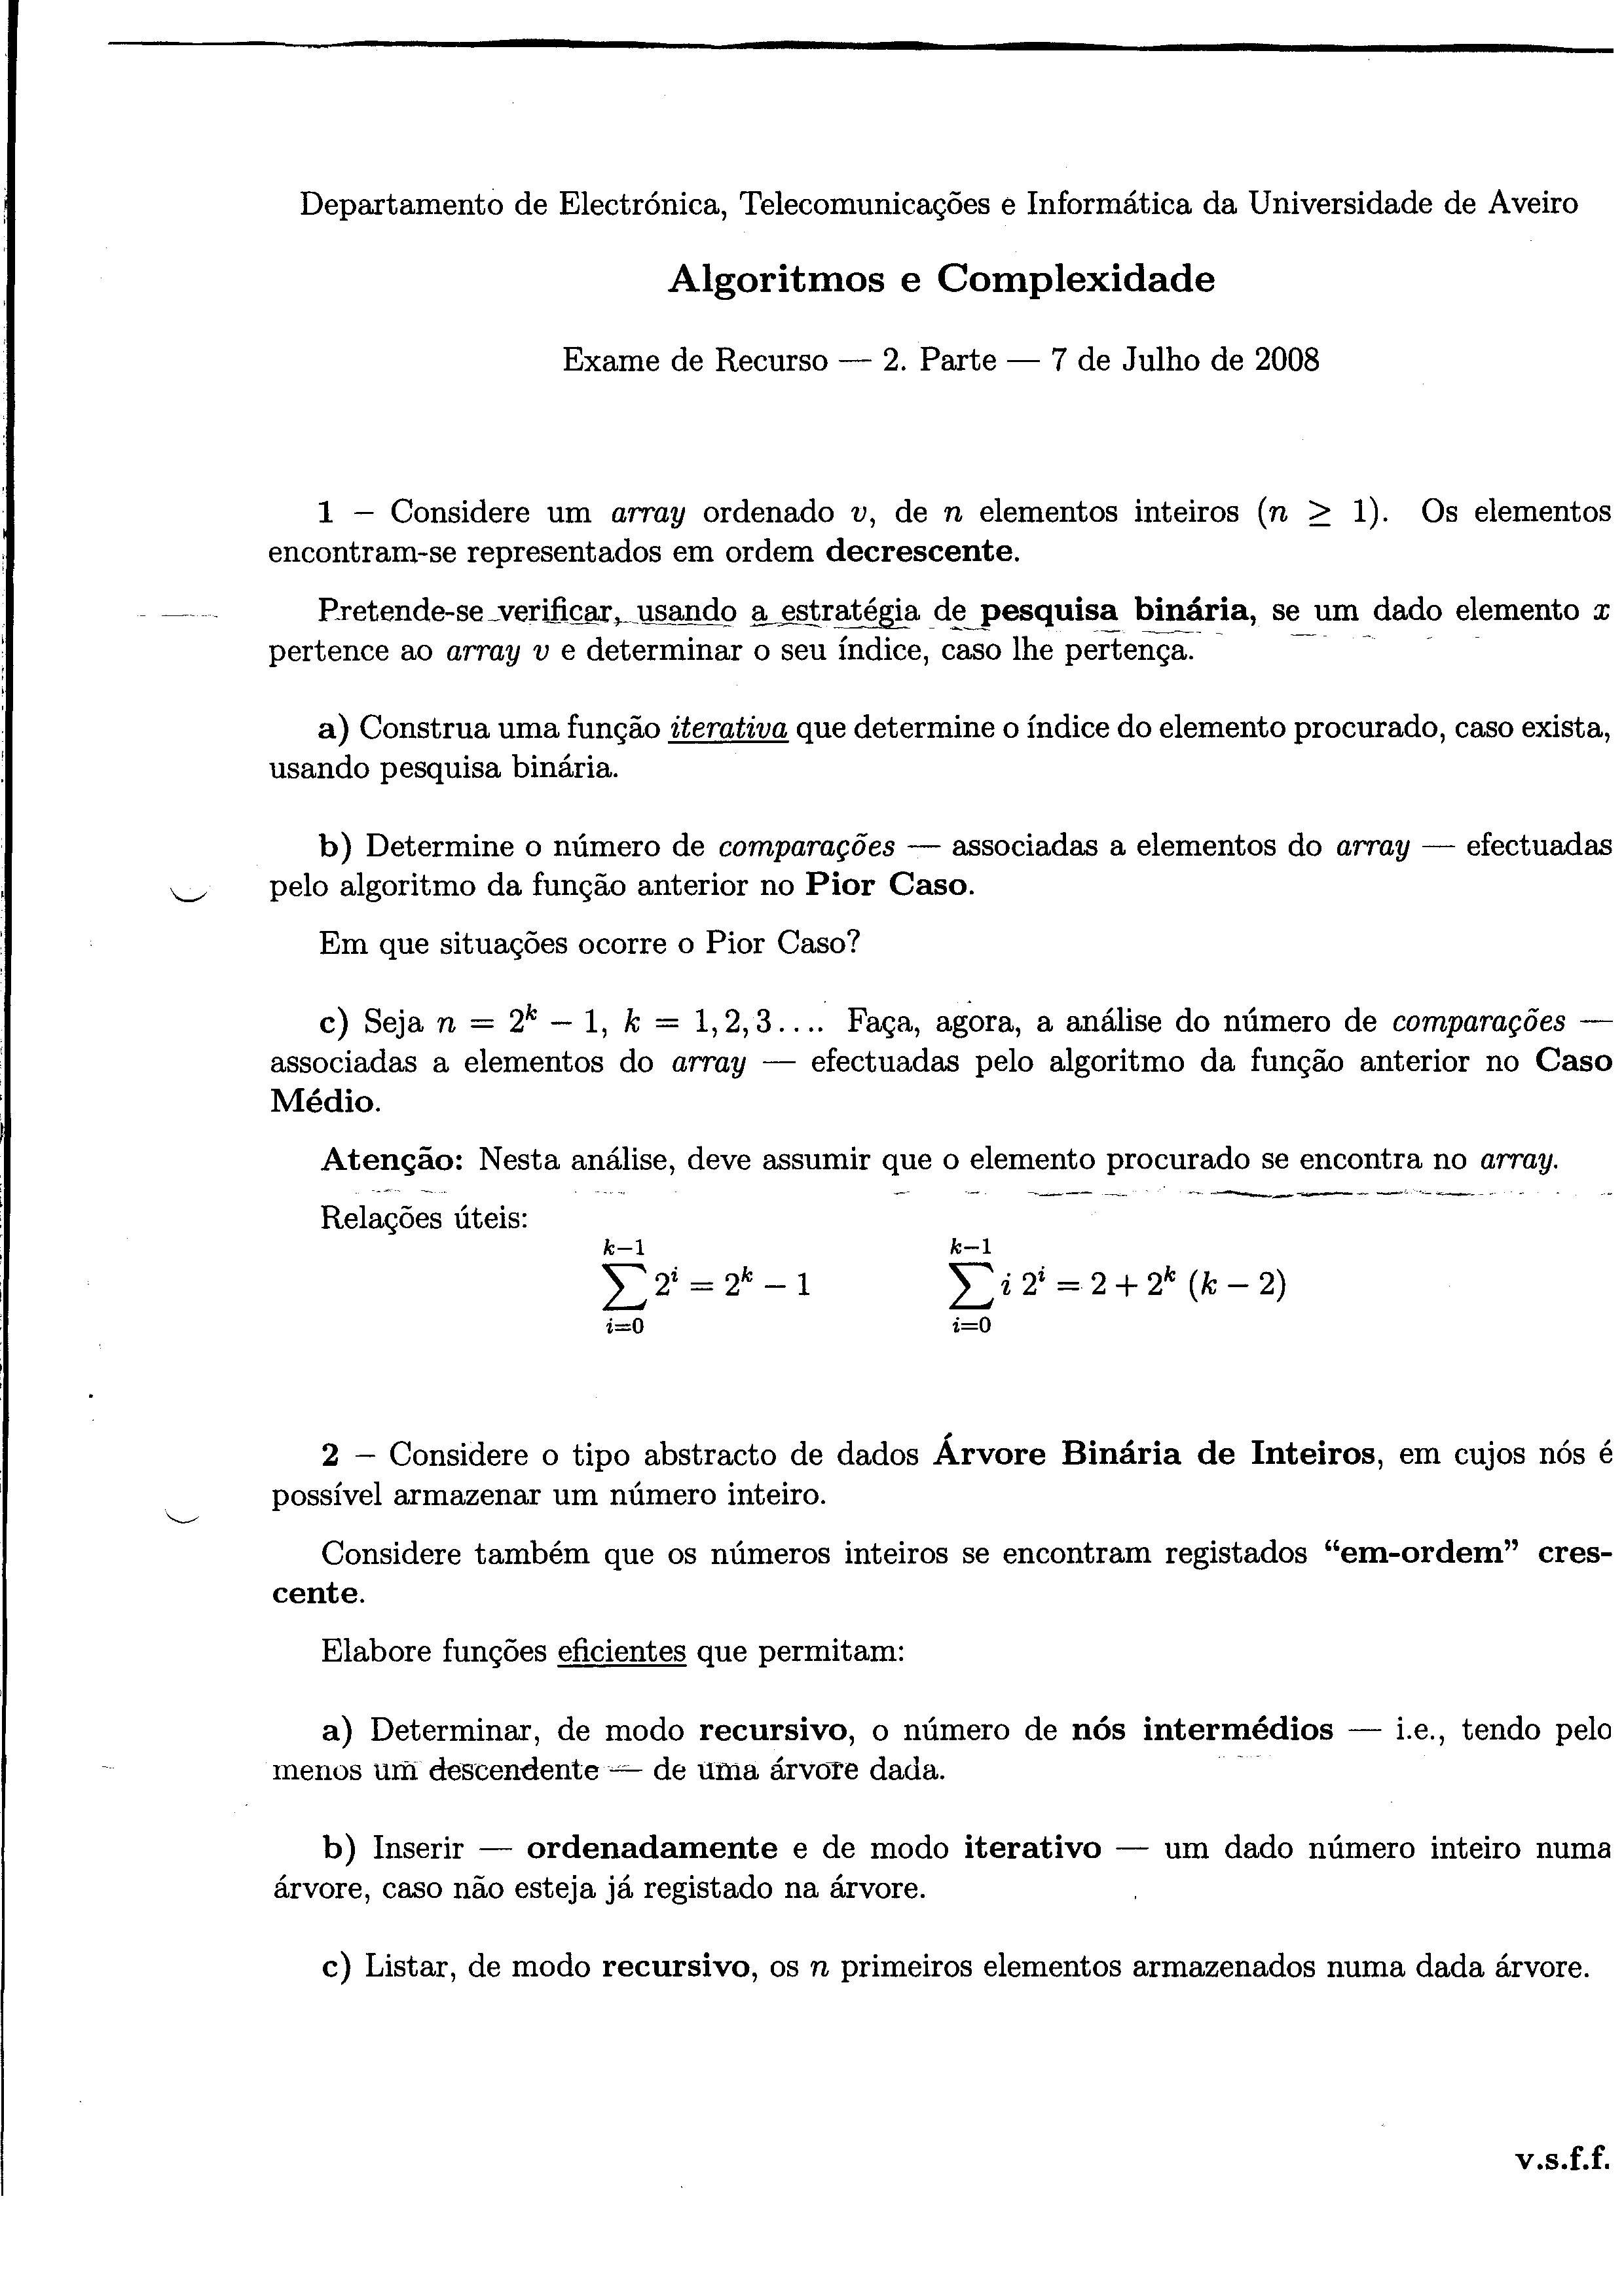 Departamento de Electrónica, Telecomunicações e Informática da Universidade de Aveiro
Algoritmos e Complexidade
Exame de Recurso — 2. Parte — 7 de Julho de 2008
1 – Considere um array ordenado v, de n elementos inteiros (n ≥ 1). Os elementos
encontram-se representados em ordem decrescente.
Pretende-se verificar, usando a estratégia de pesquisa binária, se um dado elemento x
pertence ao array v e determinar o seu índice, caso lhe pertença.
a) Construa uma função iterativa que determine o índice do elemento procurado, caso exista,
usando pesquisa binária.
b) Determine o número de comparações — associadas a elementos do array — efectuadas
pelo algoritmo da função anterior no Pior Caso.
Em que situações ocorre o Pior Caso?
c) Seja n = 2^k − 1, k = 1, 2, 3 . . .. Faça, agora, a análise do número de comparações —
associadas a elementos do array — efectuadas pelo algoritmo da função anterior no Caso
Médio.
Atenção: Nesta análise, deve assumir que o elemento procurado se encontra no array.
Relações úteis:
∑_{i=0}^{k−1} 2^i = 2^k − 1    ∑_{i=0}^{k−1} i 2^i = 2 + 2^k (k − 2)
2 – Considere o tipo abstracto de dados Árvore Binária de Inteiros, em cujos nós é
possível armazenar um número inteiro.
Considere também que os números inteiros se encontram registados “em-ordem” cres-
cente.
Elabore funções eficientes que permitam:
a) Determinar, de modo recursivo, o número de nós intermédios — i.e., tendo pelo
menos um descendente — de uma árvore dada.
b) Inserir — ordenadamente e de modo iterativo — um dado número inteiro numa
árvore, caso não esteja já registado na árvore.
c) Listar, de modo recursivo, os n primeiros elementos armazenados numa dada árvore.
v.s.f.f.